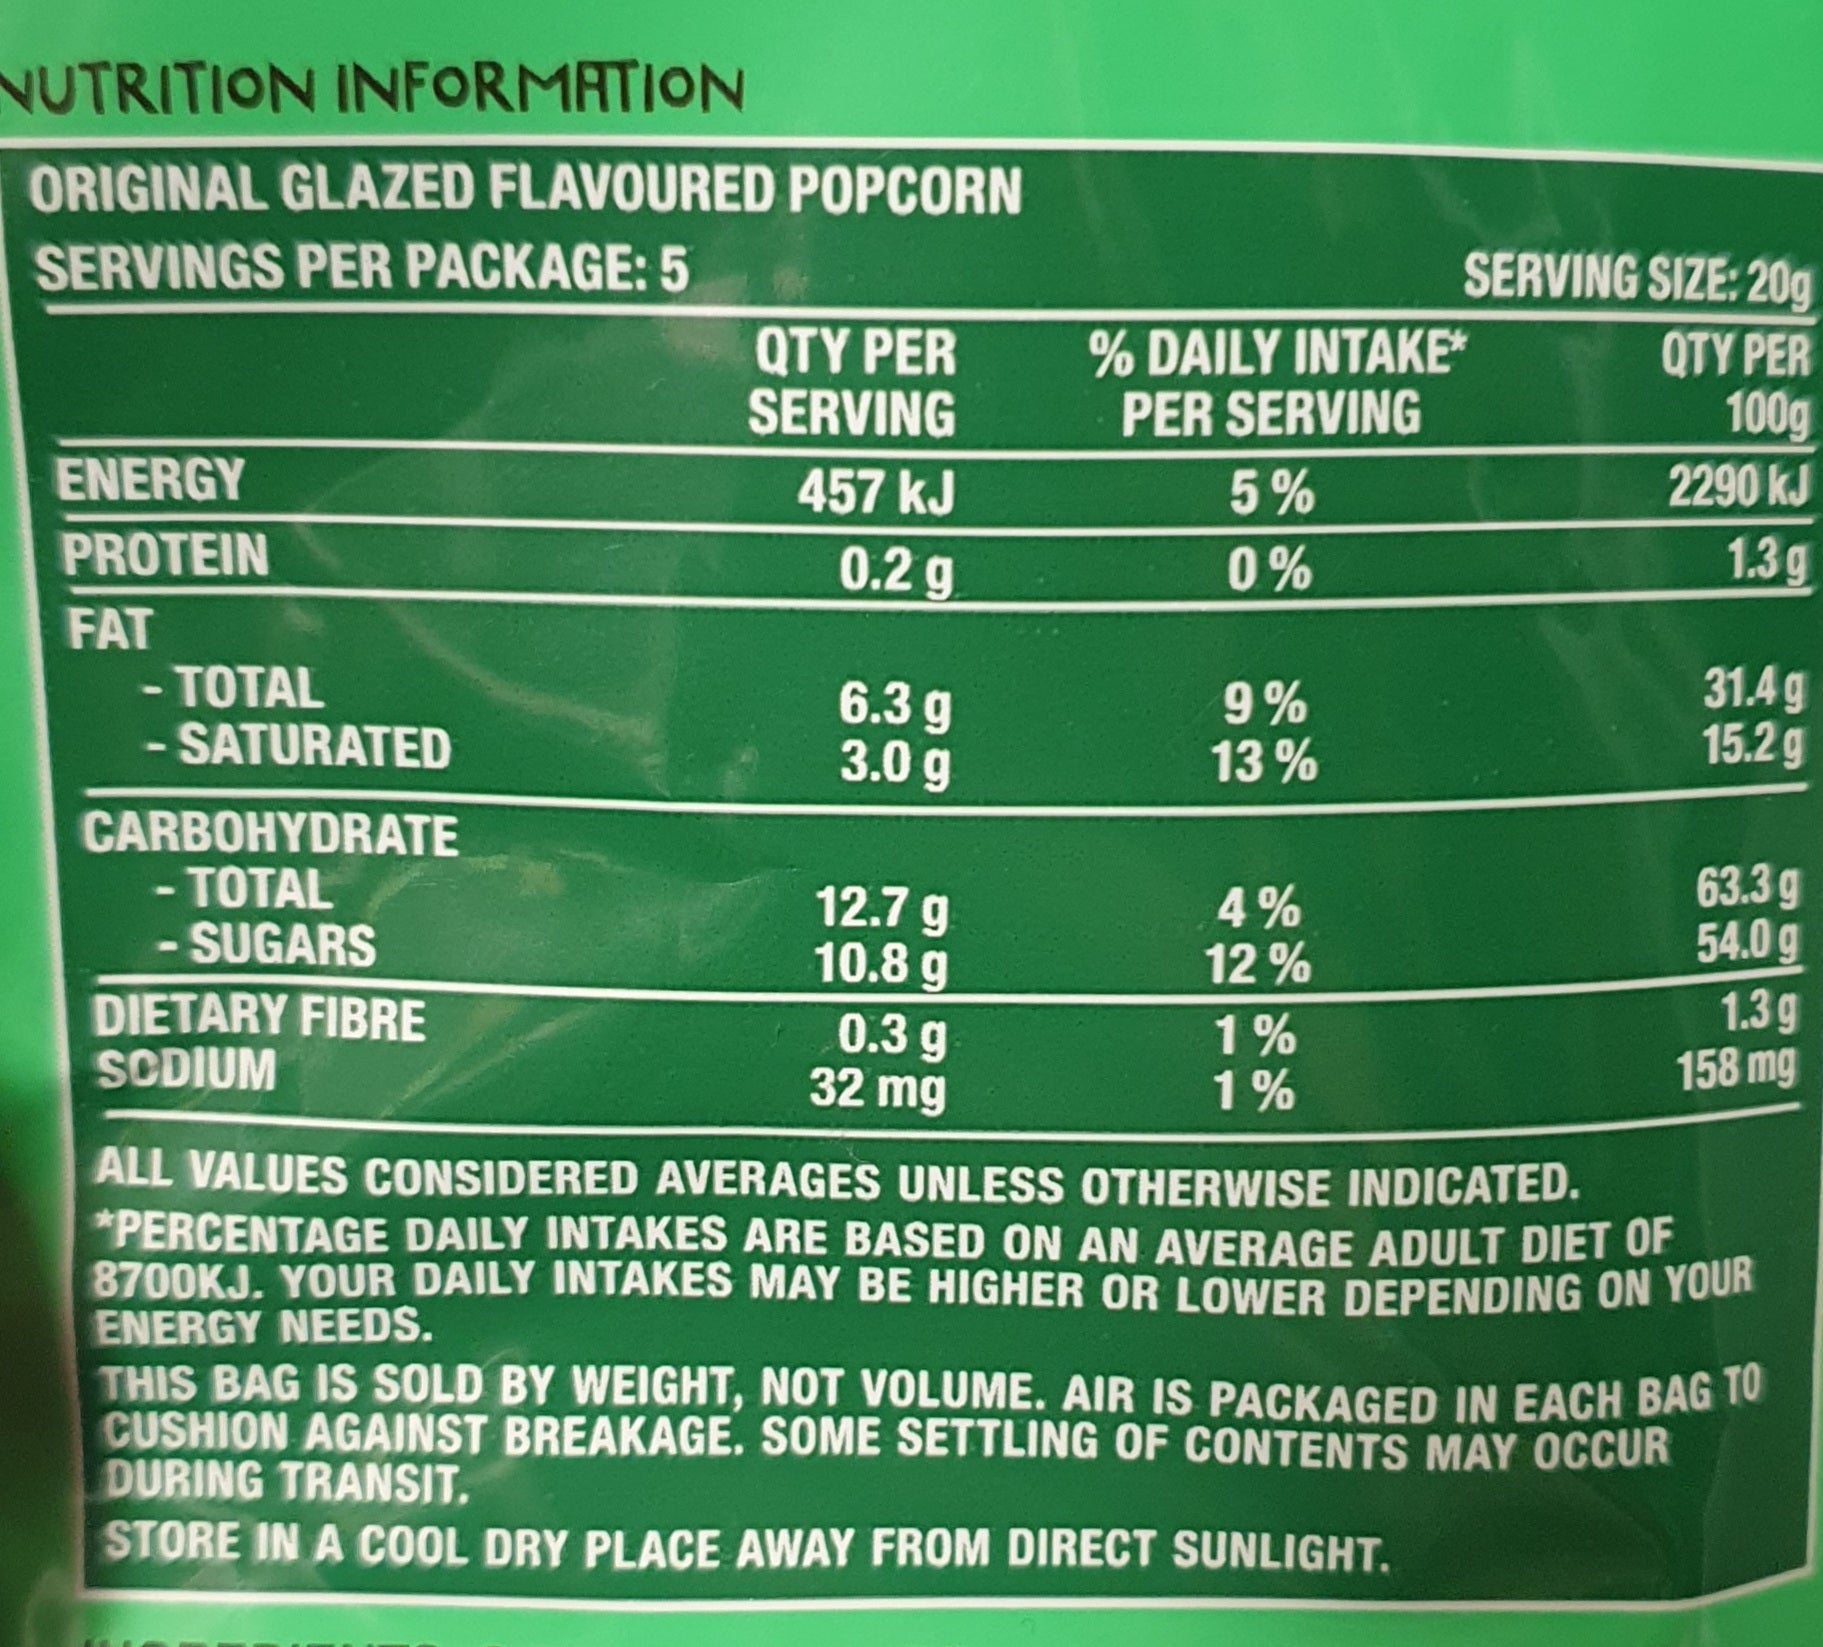 NUTRITION INFORMATION
ORIGINAL GLAZED FLAVOURED POPCORN
SERVINGS PER PACKAGE: 5 SERVING SIZE: 20g
QTY PER % DAILY INTAKE* QTY PER
SERVING PER SERVING 100g
ENERGY 457 kJ 5 % 2290 kJ
PROTEIN 0.2 g 0 % 1.3 g
FAT
- TOTAL 6.3 g 9 % 31.4 g
- SATURATED 3.0 g 13 % 15.2 g
CARBOHYDRATE
- TOTAL 12.7 g 4 % 63.3 g
- SUGARS 10.8 g 12 % 54.0 g
DIETARY FIBRE 0.3 g 1 % 1.3 g
SODIUM 32 mg 1 % 158 mg
ALL VALUES CONSIDERED AVERAGES UNLESS OTHERWISE INDICATED.
*PERCENTAGE DAILY INTAKES ARE BASED ON AN AVERAGE ADULT DIET OF
8700KJ. YOUR DAILY INTAKES MAY BE HIGHER OR LOWER DEPENDING ON YOUR
ENERGY NEEDS.
THIS BAG IS SOLD BY WEIGHT, NOT VOLUME. AIR IS PACKAGED IN EACH BAG TO
CUSHION AGAINST BREAKAGE. SOME SETTLING OF CONTENTS MAY OCCUR
DURING TRANSIT.
STORE IN A COOL DRY PLACE AWAY FROM DIRECT SUNLIGHT.